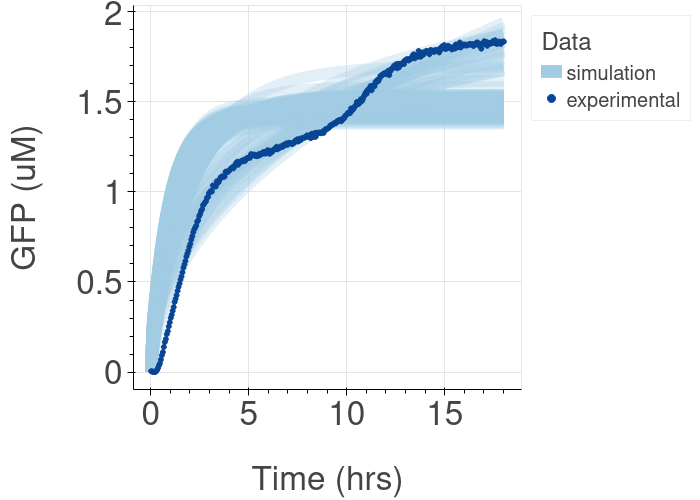 2
1.5
1
0.5
0
GFP (uM)
0 5 10 15
Time (hrs)
Data
simulation
experimental